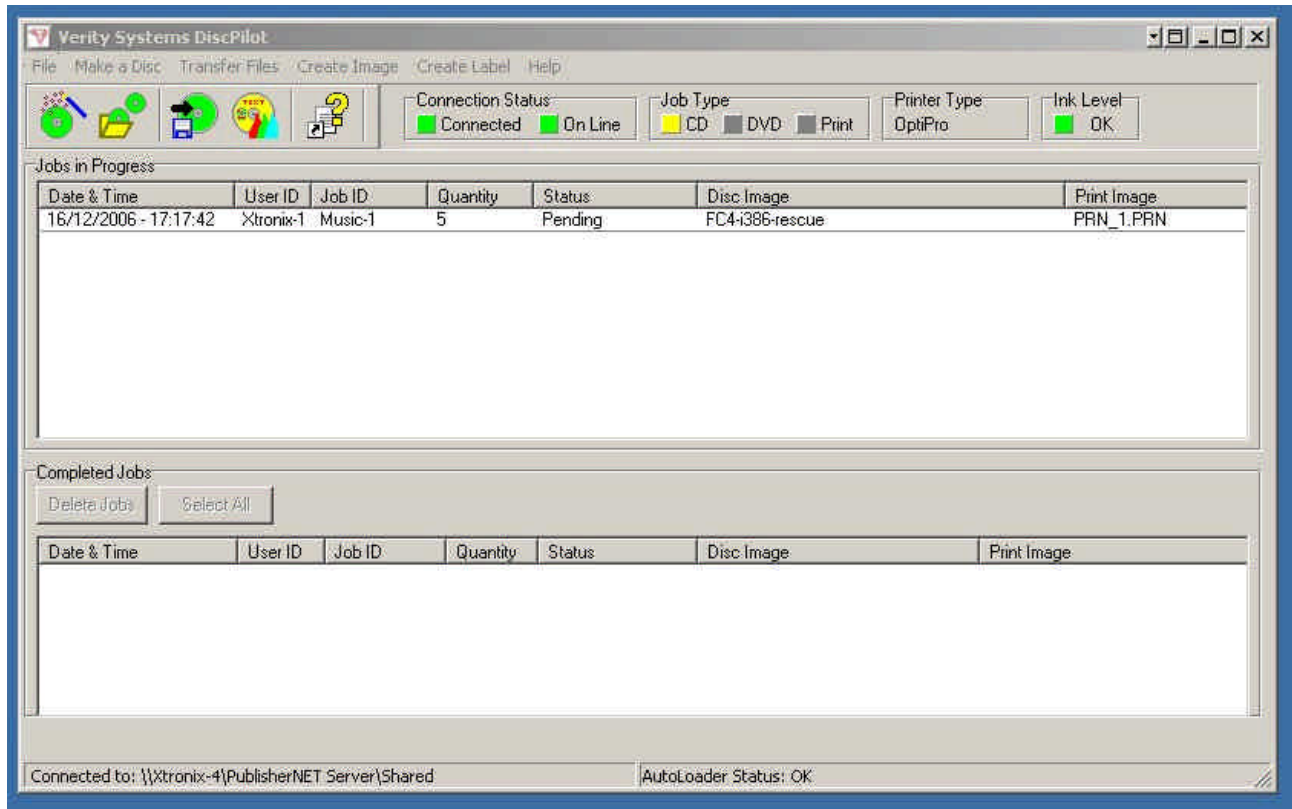 Verity Systems DiscPilot
File Make a Disc Transfer Files Create Image Create Label Help
Connection Status Job Type Printer Type Ink Level
Connected On Line CD DVD Print OptiPro OK
Jobs in Progress
Date & Time User ID Job ID Quantity Status Disc Image Print Image
16/12/2006 - 17:17:42 Xtronix-1 Music-1 5 Pending FC4-i386-rescue PRN_1.PRN
Completed Jobs
Delete Jobs Select All
Date & Time User ID Job ID Quantity Status Disc Image Print Image
Connected to: \\Xtronix-4\PublisherNET Server\Shared AutoLoader Status: OK